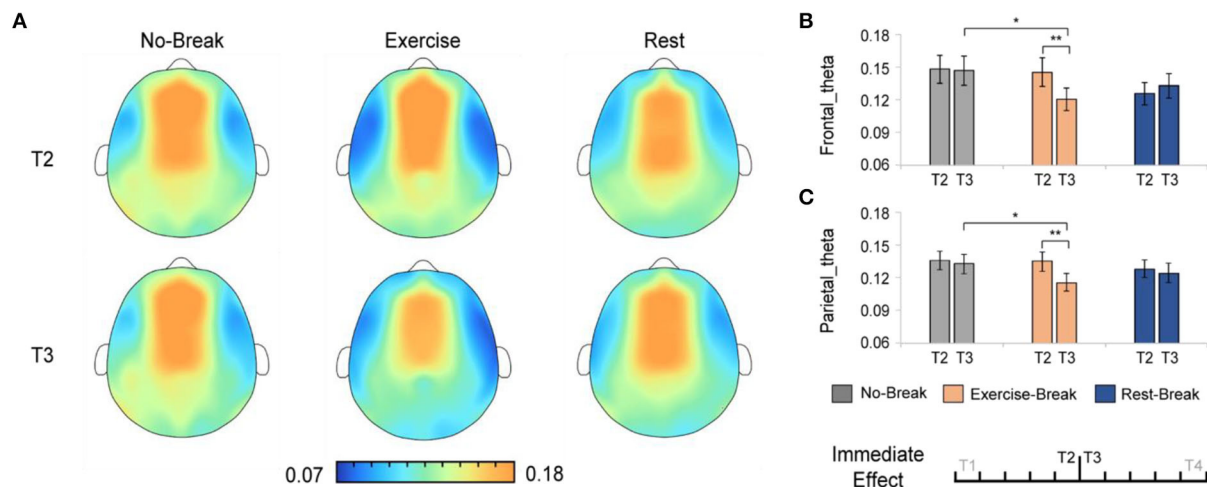 A
No-Break Exercise Rest
T2
T3
0.07 0.18
B
Frontal_theta
0.18
0.15
0.12
0.09
0.06
* **
T2 T3 T2 T3 T2 T3
C
Parietal_theta
0.18
0.15
0.12
0.09
0.06
* **
T2 T3 T2 T3 T2 T3
No-Break Exercise-Break Rest-Break
Immediate
Effect
T1 T2 T3 T4